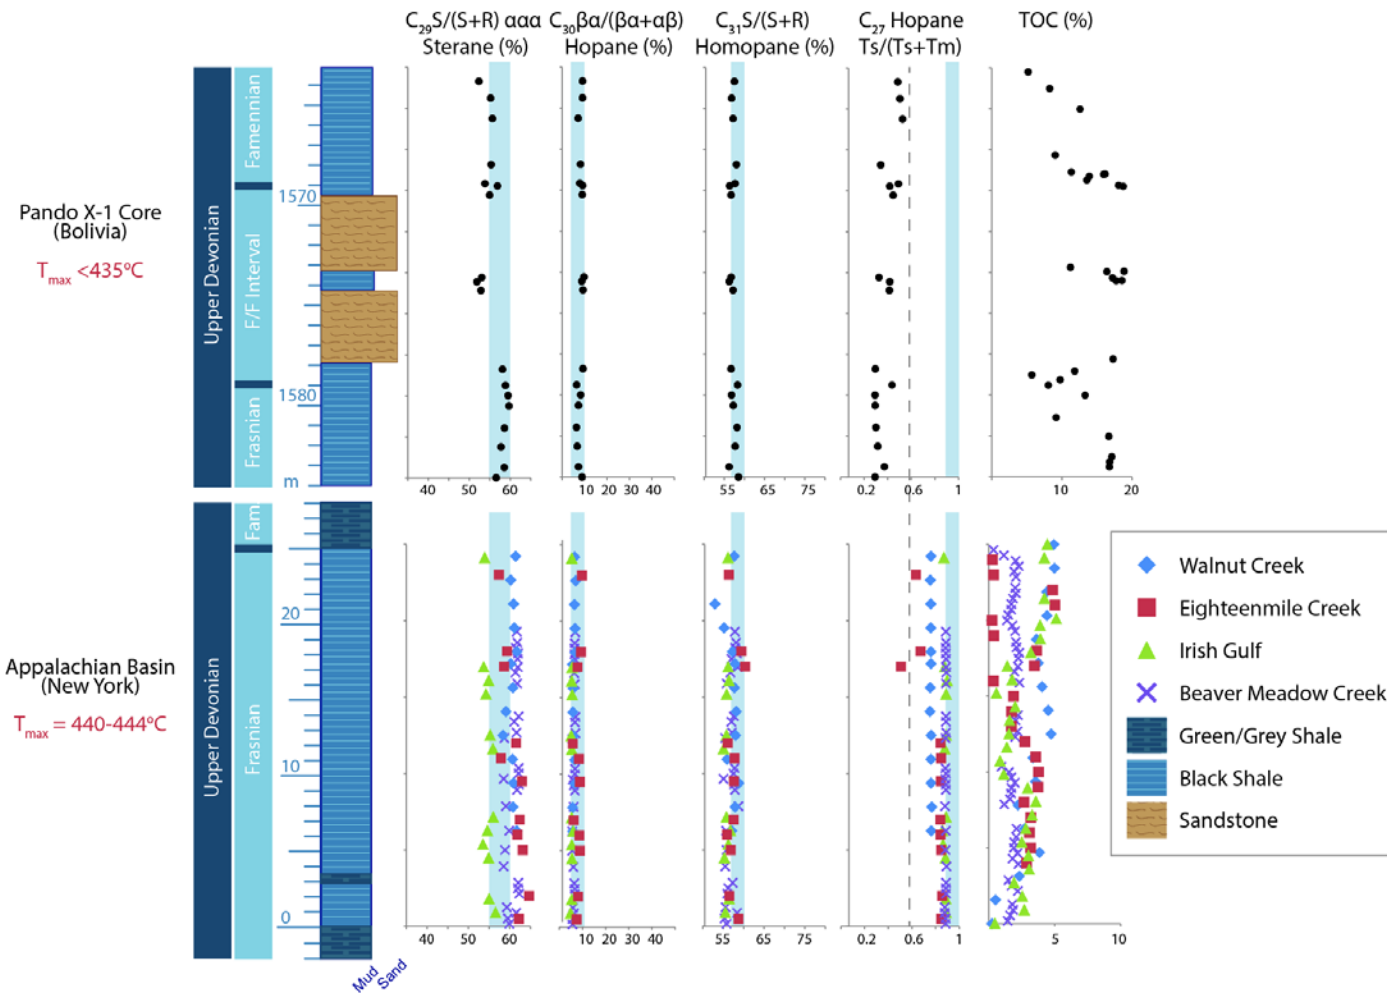 C29S/(S+R) ααα
Sterane (%)
C30βα/(βα+αβ)
Hopane (%)
C31S/(S+R)
Homopane (%)
C27 Hopane
Ts/(Ts+Tm)
TOC (%)
Pando X-1 Core
(Bolivia)
Tmax <435ºC
Upper Devonian
Famennian
F/F Interval
Frasnian
1570
1580
m
40 50 60
10 20 30 40 50
55 65 75
0.2 0.6 1
10 20
Appalachian Basin
(New York)
Tmax = 440-444ºC
Upper Devonian
Fam
Frasnian
20
10
0
Mud
Sand
40 50 60
10 20 30 40 50
55 65 75
0.2 0.6 1
5 10
Walnut Creek
Eighteenmile Creek
Irish Gulf
Beaver Meadow Creek
Green/Grey Shale
Black Shale
Sandstone